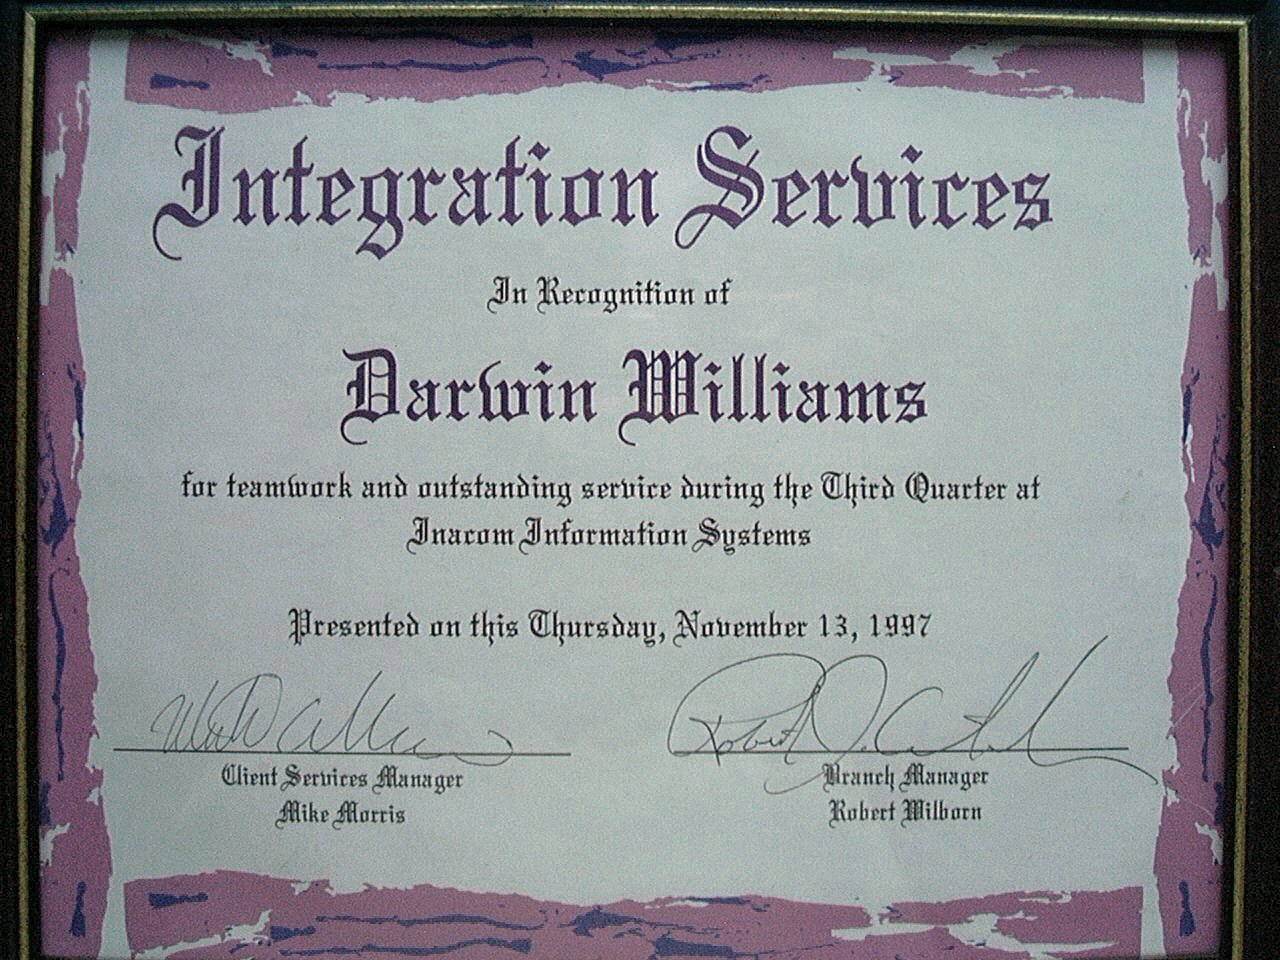 Integration Services
In Recognition of
Darwin Williams
for teamwork and outstanding service during the Third Quarter at
Inacom Information Systems
Presented on this Thursday, November 13, 1997
Client Services Manager
Mike Morris
Branch Manager
Robert Wilborn